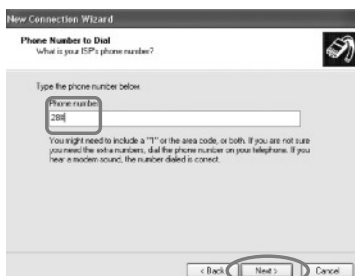 New Connection Wizard
Phone Number to Dial
What is your ISP's phone number?
Type the phone number below.
Phone number:
28#
You might need to include a "1" or the area code, or both. If you are not sure
you need the extra numbers, dial the phone number on your telephone. If you
hear a modem sound, the number dialed is correct.
< Back
Next >
Cancel